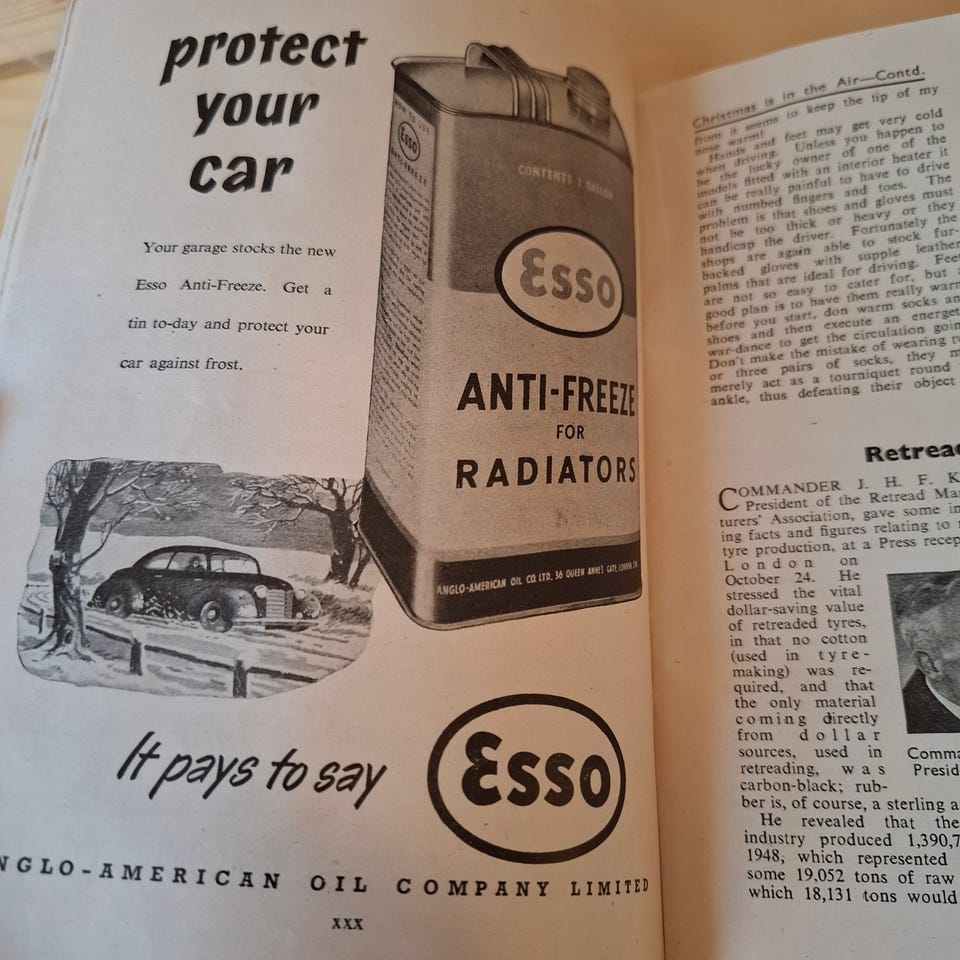 protect
your
car
Your garage stocks the new
Esso Anti-Freeze. Get a
tin to-day and protect your
car against frost.
HOW TO USE
Esso
ANTI-FREEZE
CONTENTS 1 GALLON
Esso
ANTI-FREEZE
FOR
RADIATORS
ANGLO-AMERICAN OIL CO. LTD. 36 QUEEN ANNE'S GATE, LONDON, S.W.
It pays to say
Esso
NGLO-AMERICAN OIL COMPANY LIMITED
XXX
Christmas is in the Air—Contd.
from it seems to keep the tip of my
nose warm!
Hands and feet may get very cold
when driving. Unless you happen to
be the lucky owner of one of the
models fitted with an interior heater it
can be really painful to have to drive
with numbed fingers and toes. The
problem is that shoes and gloves must
not be too thick or heavy or they
handicap the driver. Fortunately the
shops are again able to stock fur-
backed gloves with supple leather
palms that are ideal for driving. Feet
are not so easy to cater for, but a
good plan is to have them really warm
before you start, don warm socks an
shoes and then execute an energet
war-dance to get the circulation goin
Don't make the mistake of wearing tw
or three pairs of socks, they m
merely act as a tourniquet round
ankle, thus defeating their object
Retread
COMMANDER J. H. F. K
President of the Retread Ma
turers' Association, gave some in
ing facts and figures relating to
tyre production, at a Press recep
London on
October 24. He
stressed the vital
dollar-saving value
of retreaded tyres,
in that no cotton
(used in tyre-
making) was re-
quired, and that
the only material
coming directly
from dollar
sources, used in
retreading, was
carbon-black; rub-
ber is, of course, a sterling a
Comma
Presid
He revealed that the
industry produced 1,390,7
1948, which represented
some 19,052 tons of raw
which 18,131 tons would